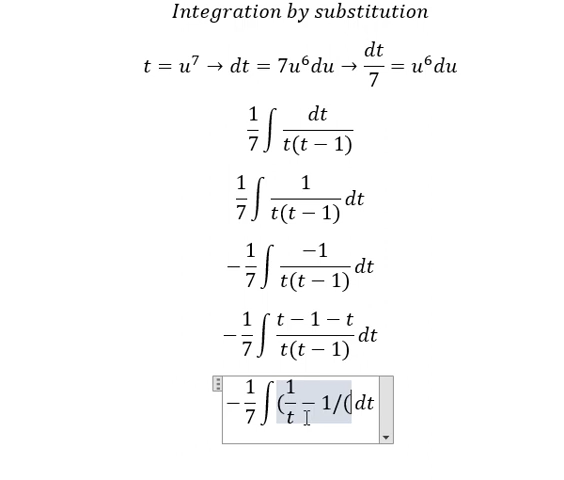 Integration by substitution
t = u⁷ → dt = 7u⁶du → dt/7 = u⁶du
1/7 ∫ dt/(t(t − 1))
1/7 ∫ 1/(t(t − 1)) dt
−1/7 ∫ −1/(t(t − 1)) dt
−1/7 ∫ (t − 1 − t)/(t(t − 1)) dt
−1/7 ∫ (1/t − 1/( dt